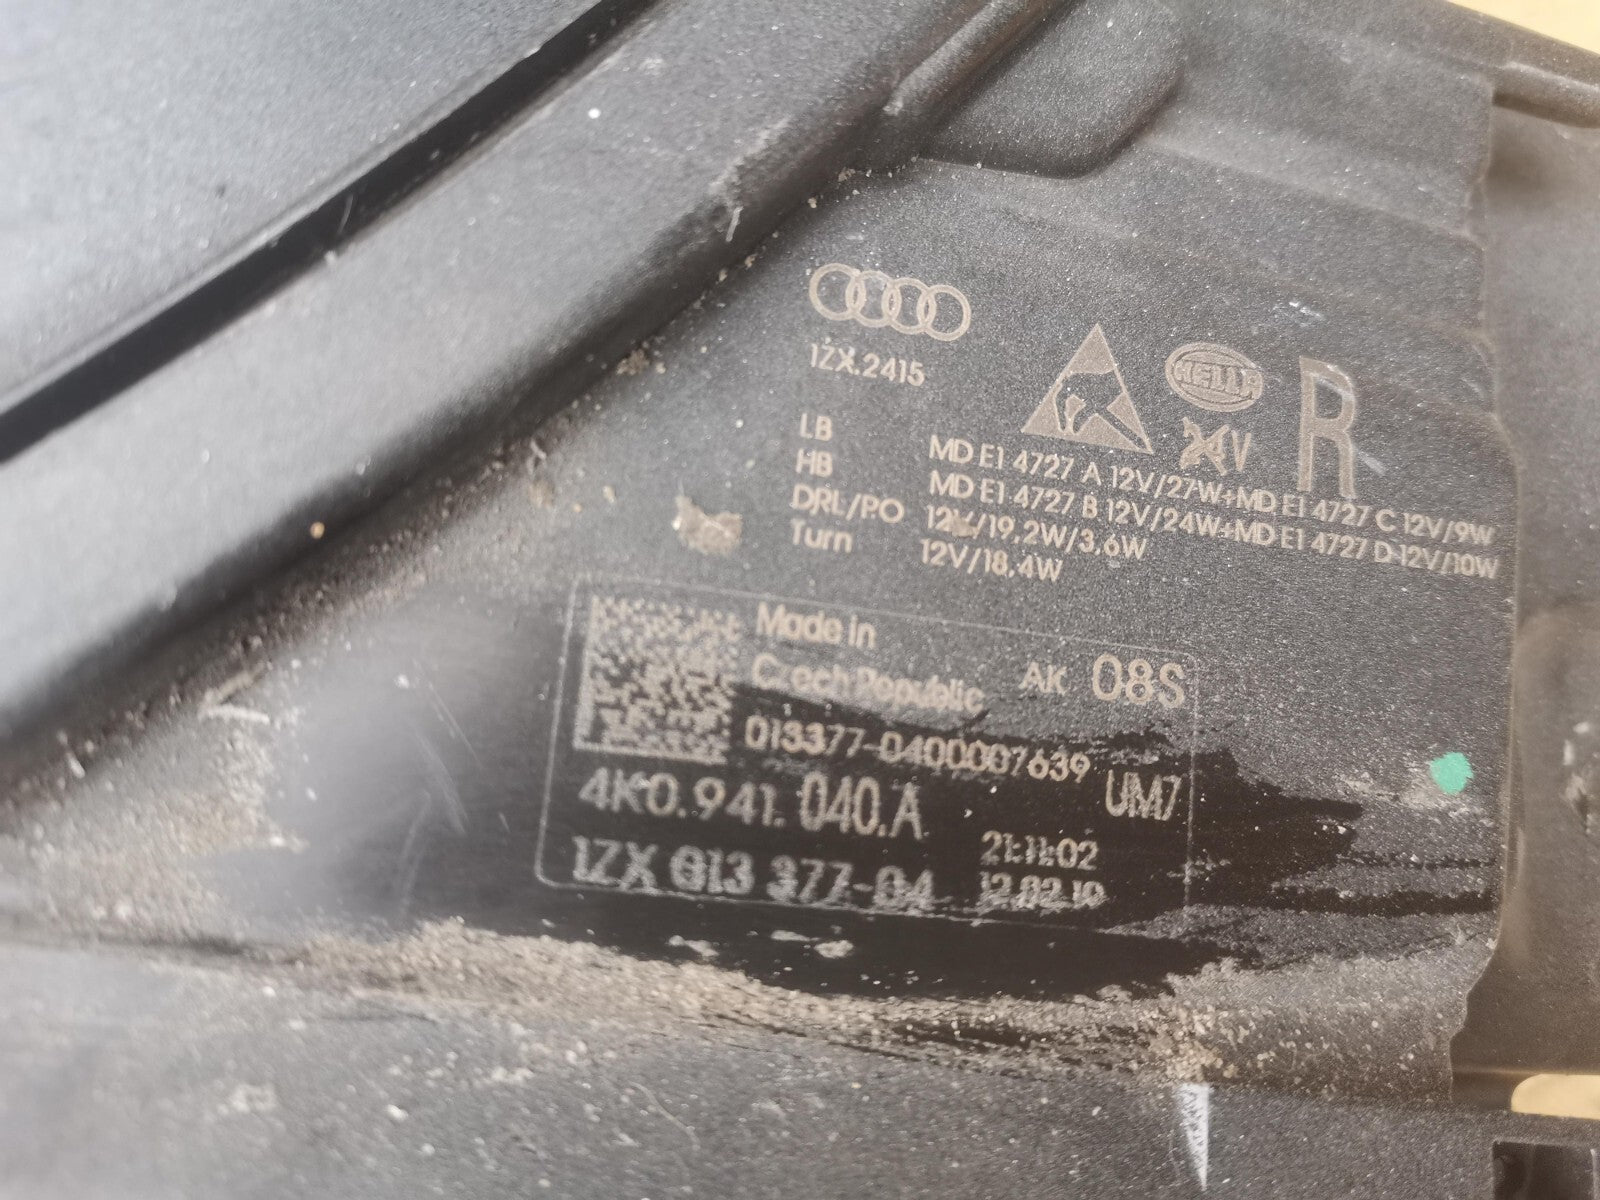 1ZX.2415
HELLA
24V
R
LB MD E1 4727 A 12V/27W+MD E1 4727 C 12V/9W
HB MD E1 4727 B 12V/24W+MD E1 4727 D 12V/10W
DRL/PO 12V/19,2W/3,6W
Turn 12V/18,4W
Made in
Czech Republic AK 08S
013377-0400007639
4K0.941.040.A UM7
21:11:02
1ZX 013 377-04 12.02.19